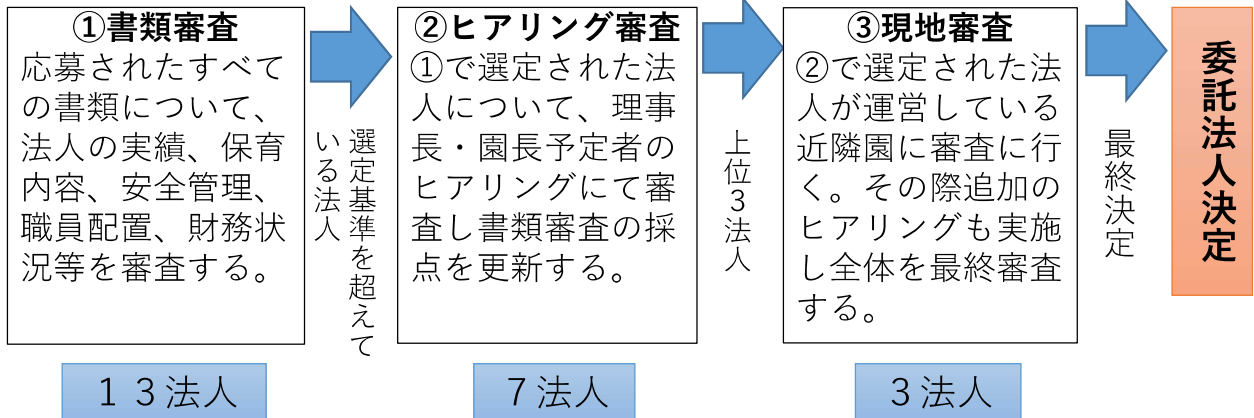 ①書類審査
応募されたすべて
の書類について、
法人の実績、保育
内容、安全管理、
職員配置、財務状
況等を審査する。
選定基準を超えて
いる法人
②ヒアリング審査
①で選定された法
人について、理事
長・園長予定者の
ヒアリングにて審
査し書類審査の採
点を更新する。
上位３法人
③現地審査
②で選定された法
人が運営している
近隣園に審査に行
く。その際追加の
ヒアリングも実施
し全体を最終審査
する。
最終決定
委託法人決定
１３法人
７法人
３法人